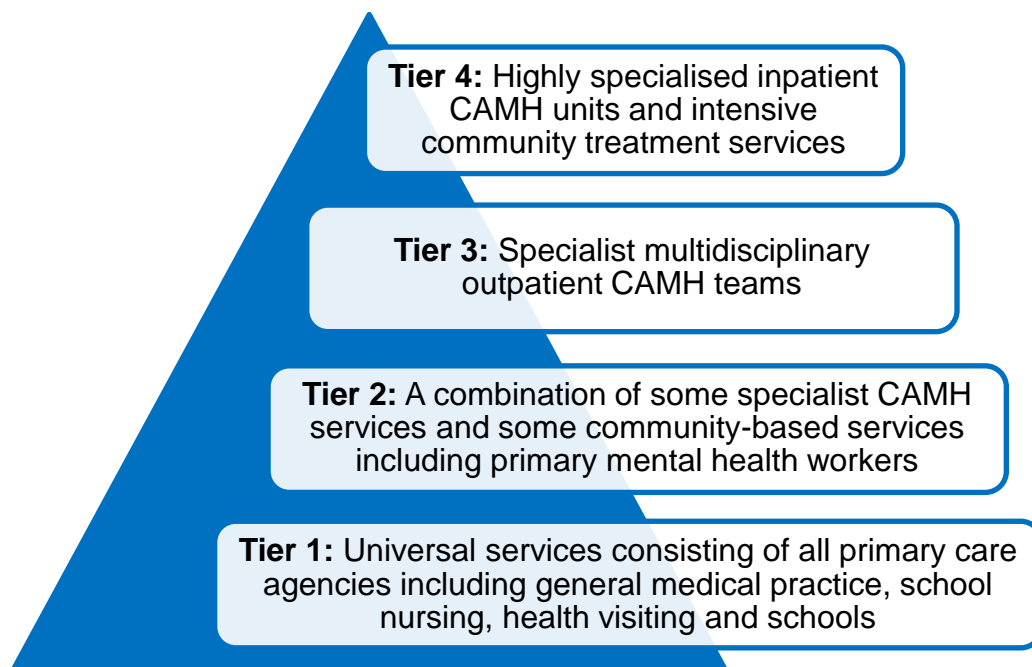 Tier 4: Highly specialised inpatient
CAMH units and intensive
community treatment services
Tier 3: Specialist multidisciplinary
outpatient CAMH teams
Tier 2: A combination of some specialist CAMH
services and some community-based services
including primary mental health workers
Tier 1: Universal services consisting of all primary care
agencies including general medical practice, school
nursing, health visiting and schools